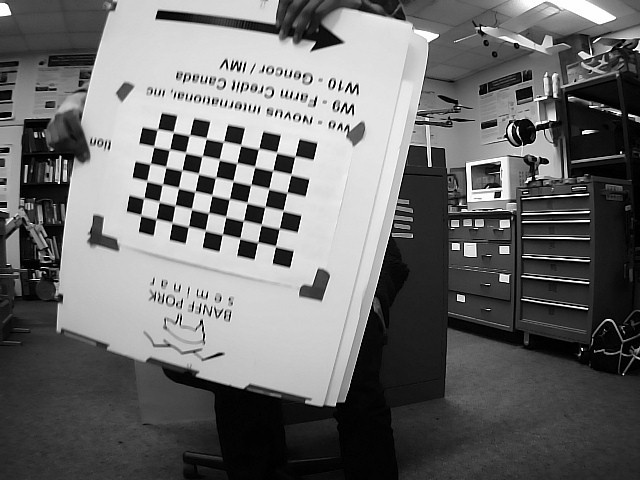 BANFF PORK
seminar
W8 - Novus International, Inc
W9 - Farm Credit Canada
W10 - Gencor / IMV
tion